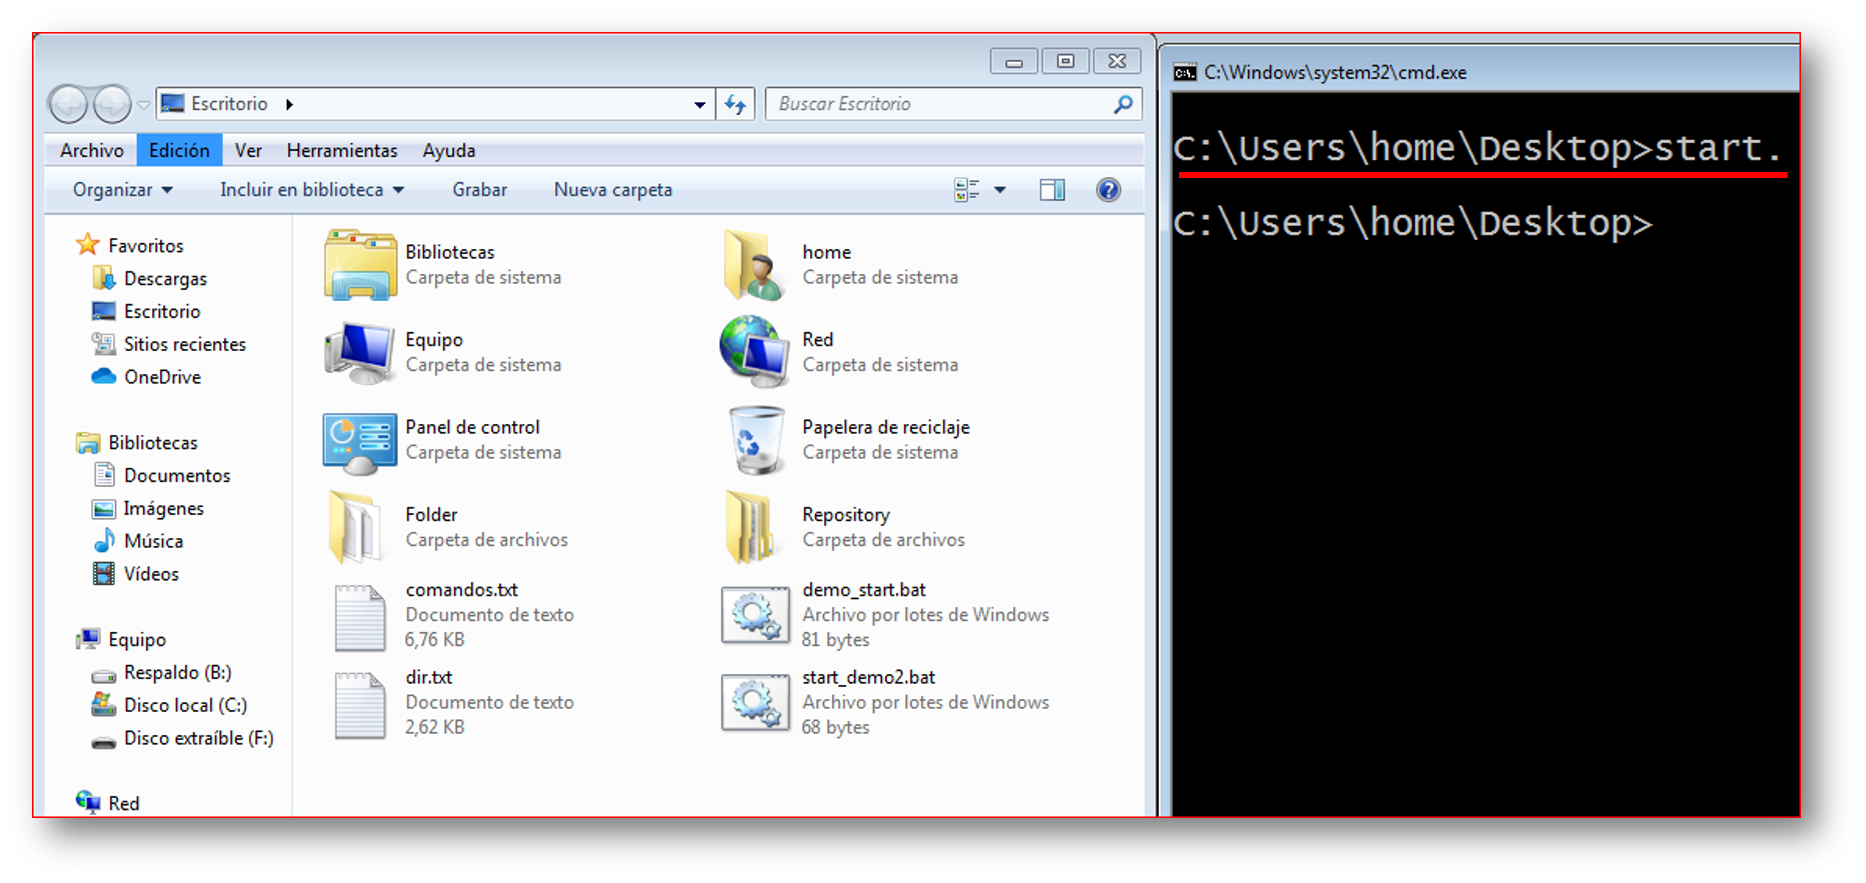 Escritorio
Buscar Escritorio
Archivo Edición Ver Herramientas Ayuda
Organizar Incluir en biblioteca Grabar Nueva carpeta
Favoritos
Descargas
Escritorio
Sitios recientes
OneDrive
Bibliotecas
Documentos
Imágenes
Música
Vídeos
Equipo
Respaldo (B:)
Disco local (C:)
Disco extraíble (F:)
Red
Bibliotecas
Carpeta de sistema
home
Carpeta de sistema
Equipo
Carpeta de sistema
Red
Carpeta de sistema
Panel de control
Carpeta de sistema
Papelera de reciclaje
Carpeta de sistema
Folder
Carpeta de archivos
Repository
Carpeta de archivos
comandos.txt
Documento de texto
6,76 KB
demo_start.bat
Archivo por lotes de Windows
81 bytes
dir.txt
Documento de texto
2,62 KB
start_demo2.bat
Archivo por lotes de Windows
68 bytes
C:\Windows\system32\cmd.exe
C:\Users\home\Desktop>start.
C:\Users\home\Desktop>